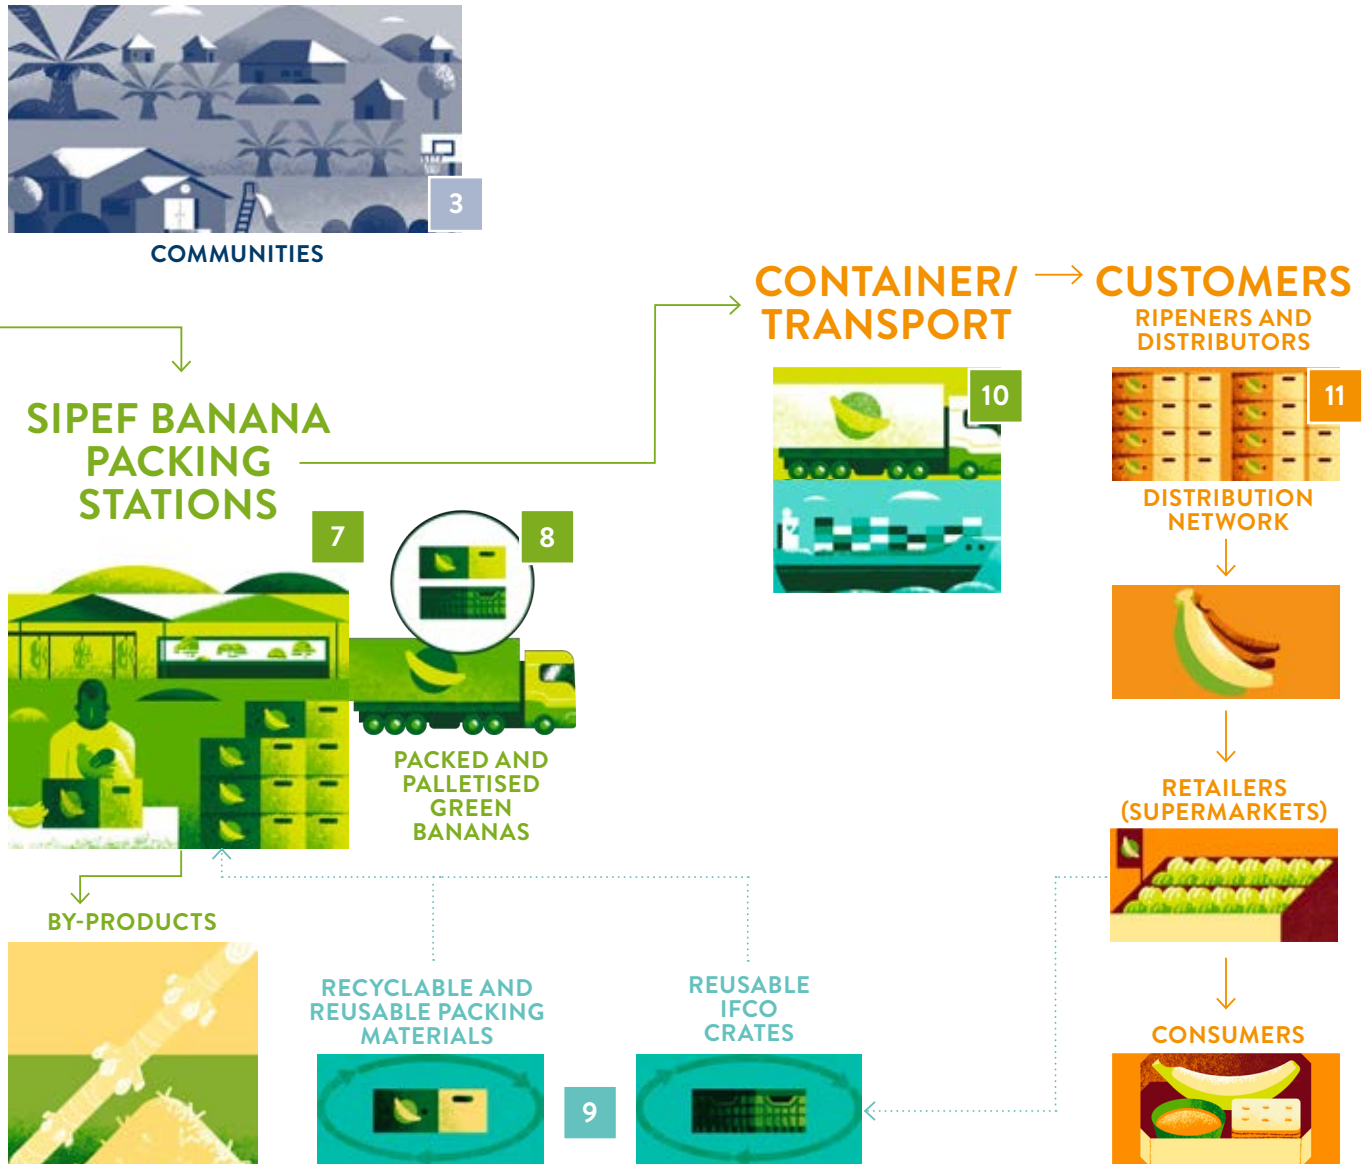 3
COMMUNITIES
CONTAINER/
TRANSPORT
10
CUSTOMERS
RIPENERS AND
DISTRIBUTORS
11
DISTRIBUTION
NETWORK
SIPEF BANANA
PACKING
STATIONS
7
8
PACKED AND
PALLETISED
GREEN
BANANAS
RETAILERS
(SUPERMARKETS)
BY-PRODUCTS
RECYCLABLE AND
REUSABLE PACKING
MATERIALS
9
REUSABLE
IFCO
CRATES
CONSUMERS